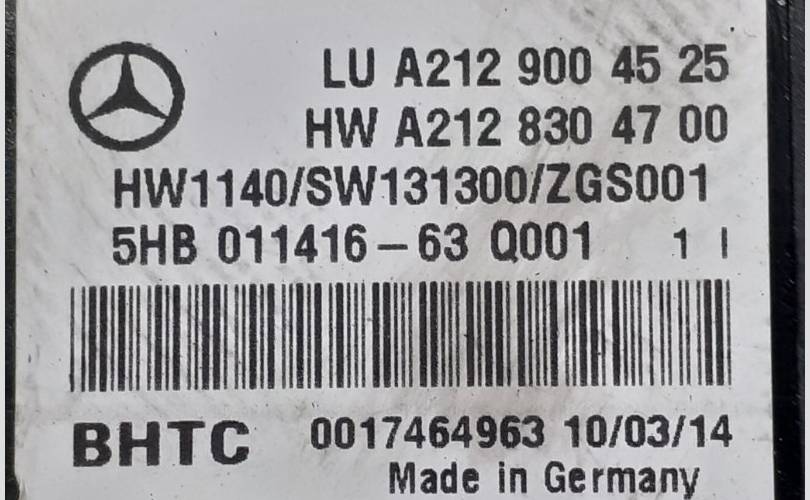 LU A212 900 45 25
HW A212 830 47 00
HW1140/SW131300/ZGS001
5HB 011416-63 Q001 1 I
BHTC 0017464963 10/03/14
Made in Germany